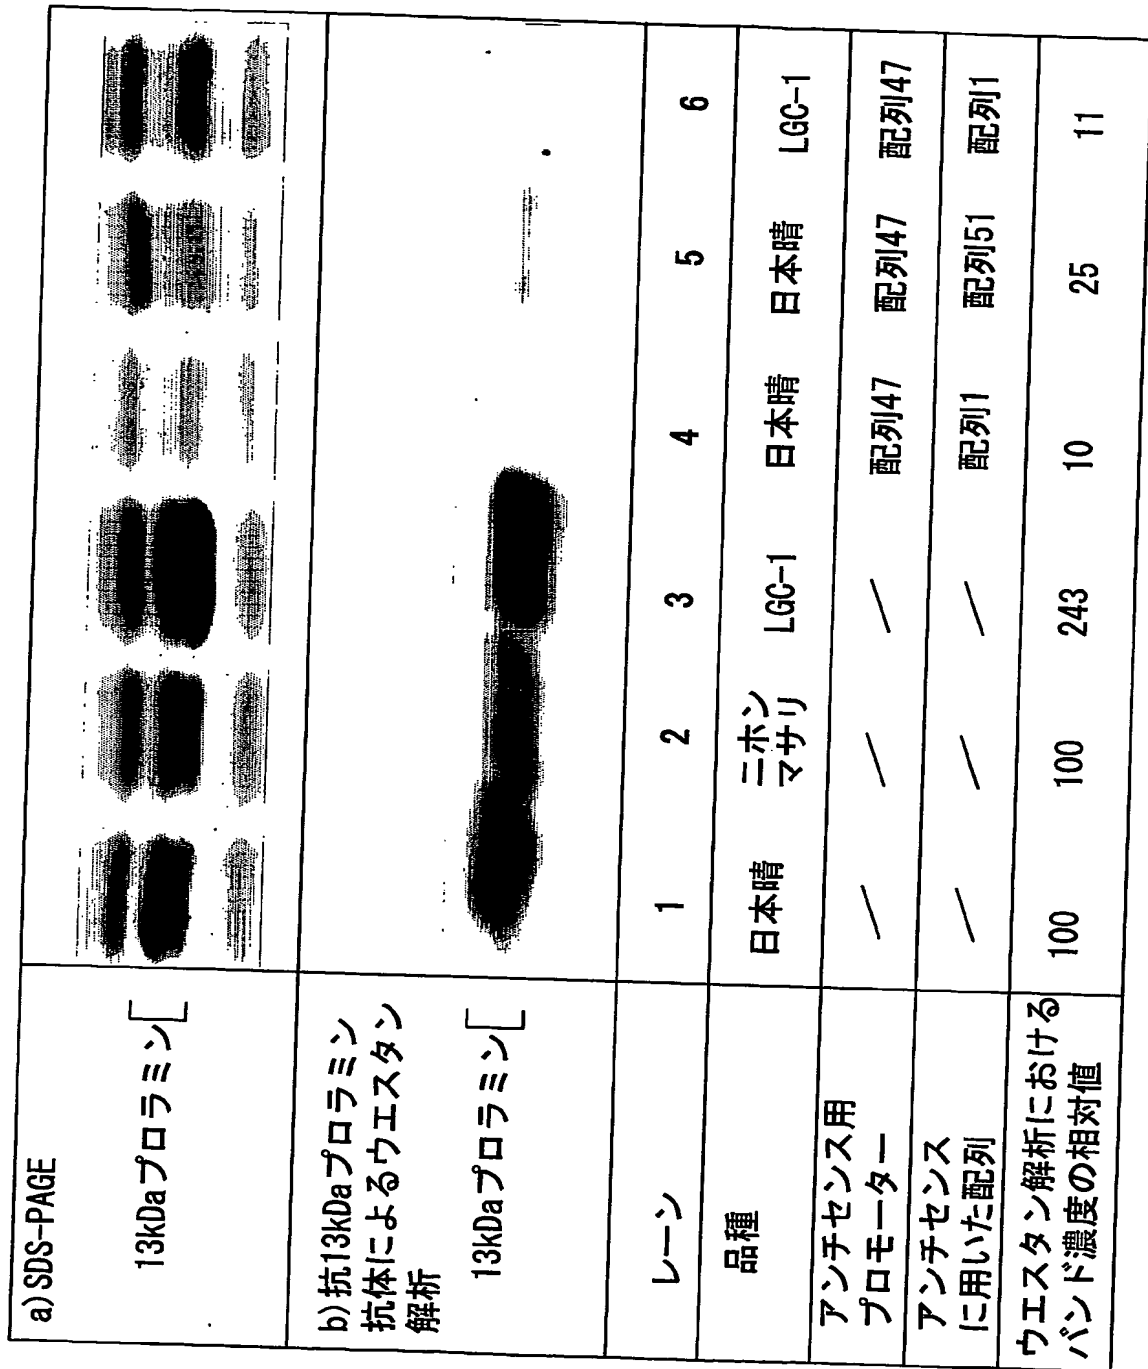 a)SDS-PAGE
13kDaプロラミン
b)抗13kDaプロラミン
抗体によるウエスタン
解析
13kDaプロラミン
レーン 1 2 3 4 5 6
品種 日本晴 ニホン
マサリ LGC-1 日本晴 日本晴 LGC-1
アンチセンス用
プロモーター / / / 配列47 配列47 配列47
アンチセンス
に用いた配列 / / / 配列1 配列51 配列1
ウエスタン解析における
バンド濃度の相対値 100 100 243 10 25 11